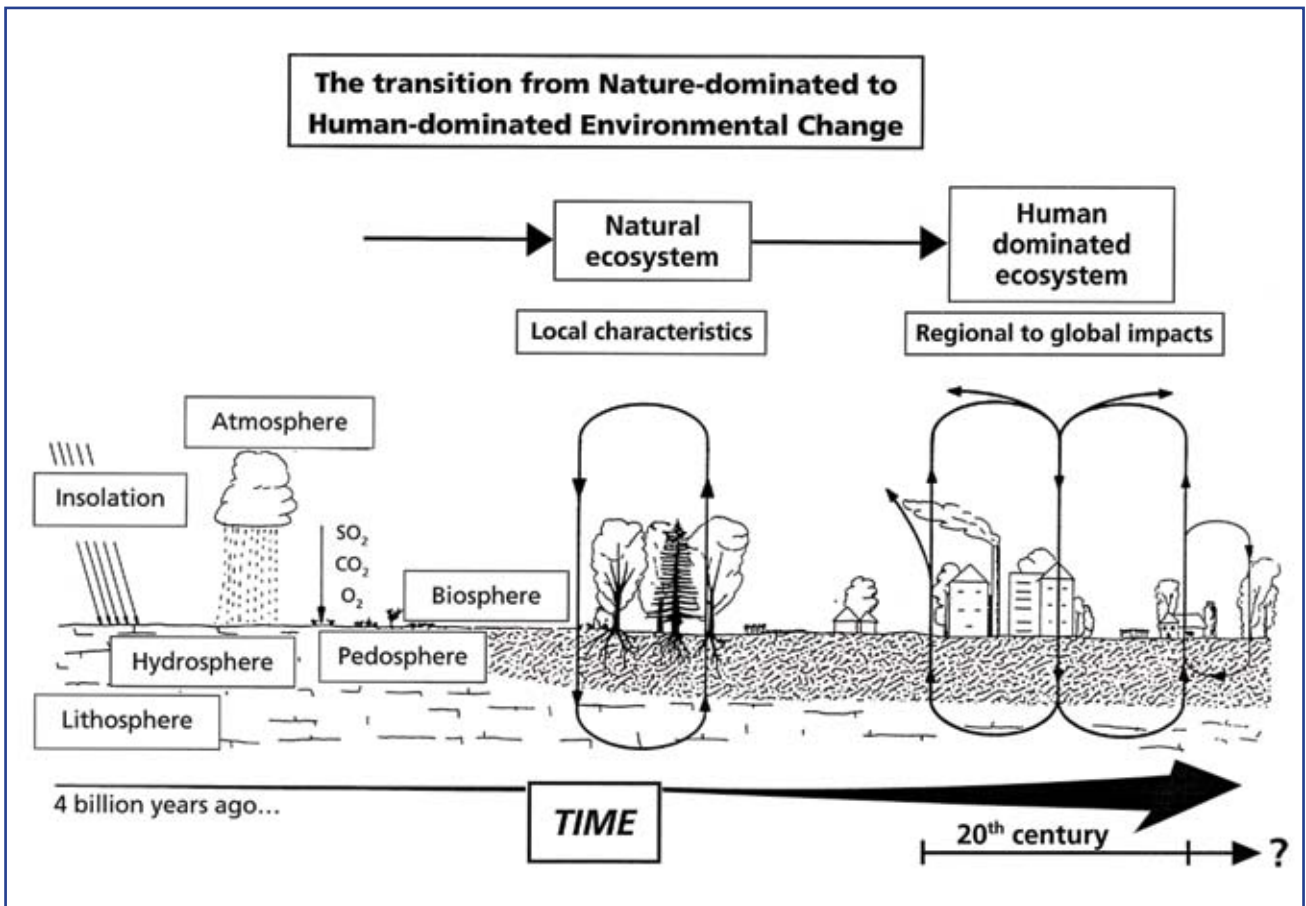 The transition from Nature-dominated to
Human-dominated Environmental Change
Natural
ecosystem
Human
dominated
ecosystem
Local characteristics
Regional to global impacts
Atmosphere
Insolation
SO₂
CO₂
O₂
Biosphere
Hydrosphere
Pedosphere
Lithosphere
4 billion years ago...
TIME
20th century
?